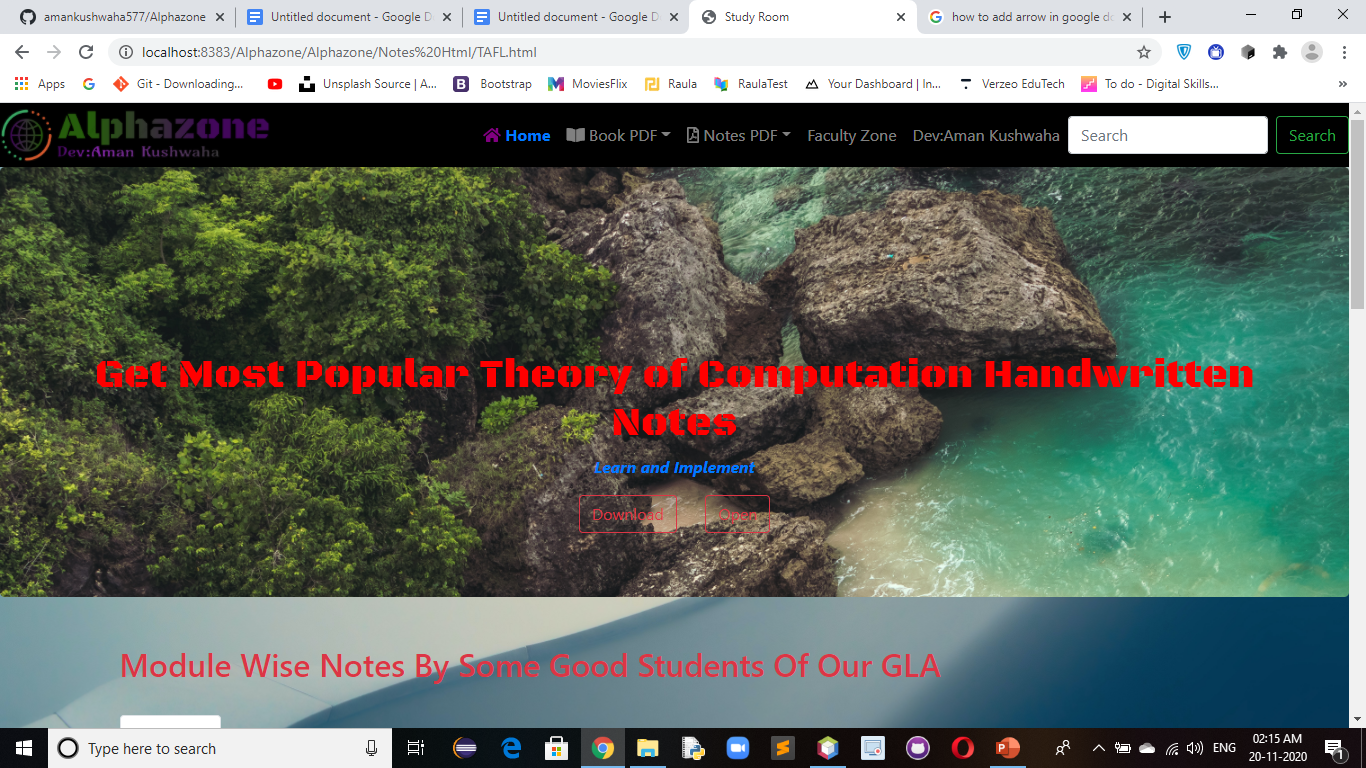 amankushwaha577/Alphazone
Untitled document - Google D
Untitled document - Google D
Study Room
how to add arrow in google do
localhost:8383/Alphazone/Alphazone/Notes%20Html/TAFL.html
Apps
Git - Downloading...
Unsplash Source | A...
Bootstrap
MoviesFlix
Raula
RaulaTest
Your Dashboard | In...
Verzeo EduTech
To do - Digital Skills...
»
Alphazone
Dev:Aman Kushwaha
Home
Book PDF
Notes PDF
Faculty Zone
Dev:Aman Kushwaha
Search
Search
Get Most Popular Theory of Computation Handwritten
Notes
Learn and Implement
Download
Open
Module Wise Notes By Some Good Students Of Our GLA
Type here to search
ENG
02:15 AM
20-11-2020
1